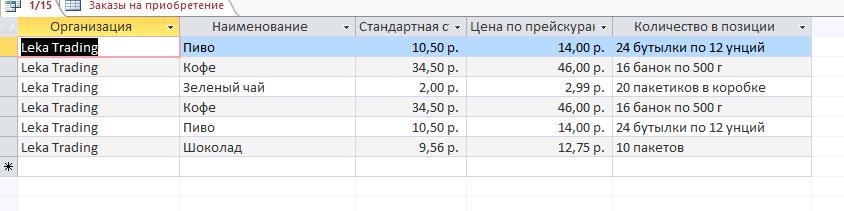 1/15 Заказы на приобретение
Организация Наименование Стандартная с Цена по прейскуран Количество в позиции
Leka Trading Пиво 10,50 р. 14,00 р. 24 бутылки по 12 унций
Leka Trading Кофе 34,50 р. 46,00 р. 16 банок по 500 г
Leka Trading Зеленый чай 2,00 р. 2,99 р. 20 пакетиков в коробке
Leka Trading Кофе 34,50 р. 46,00 р. 16 банок по 500 г
Leka Trading Пиво 10,50 р. 14,00 р. 24 бутылки по 12 унций
Leka Trading Шоколад 9,56 р. 12,75 р. 10 пакетов